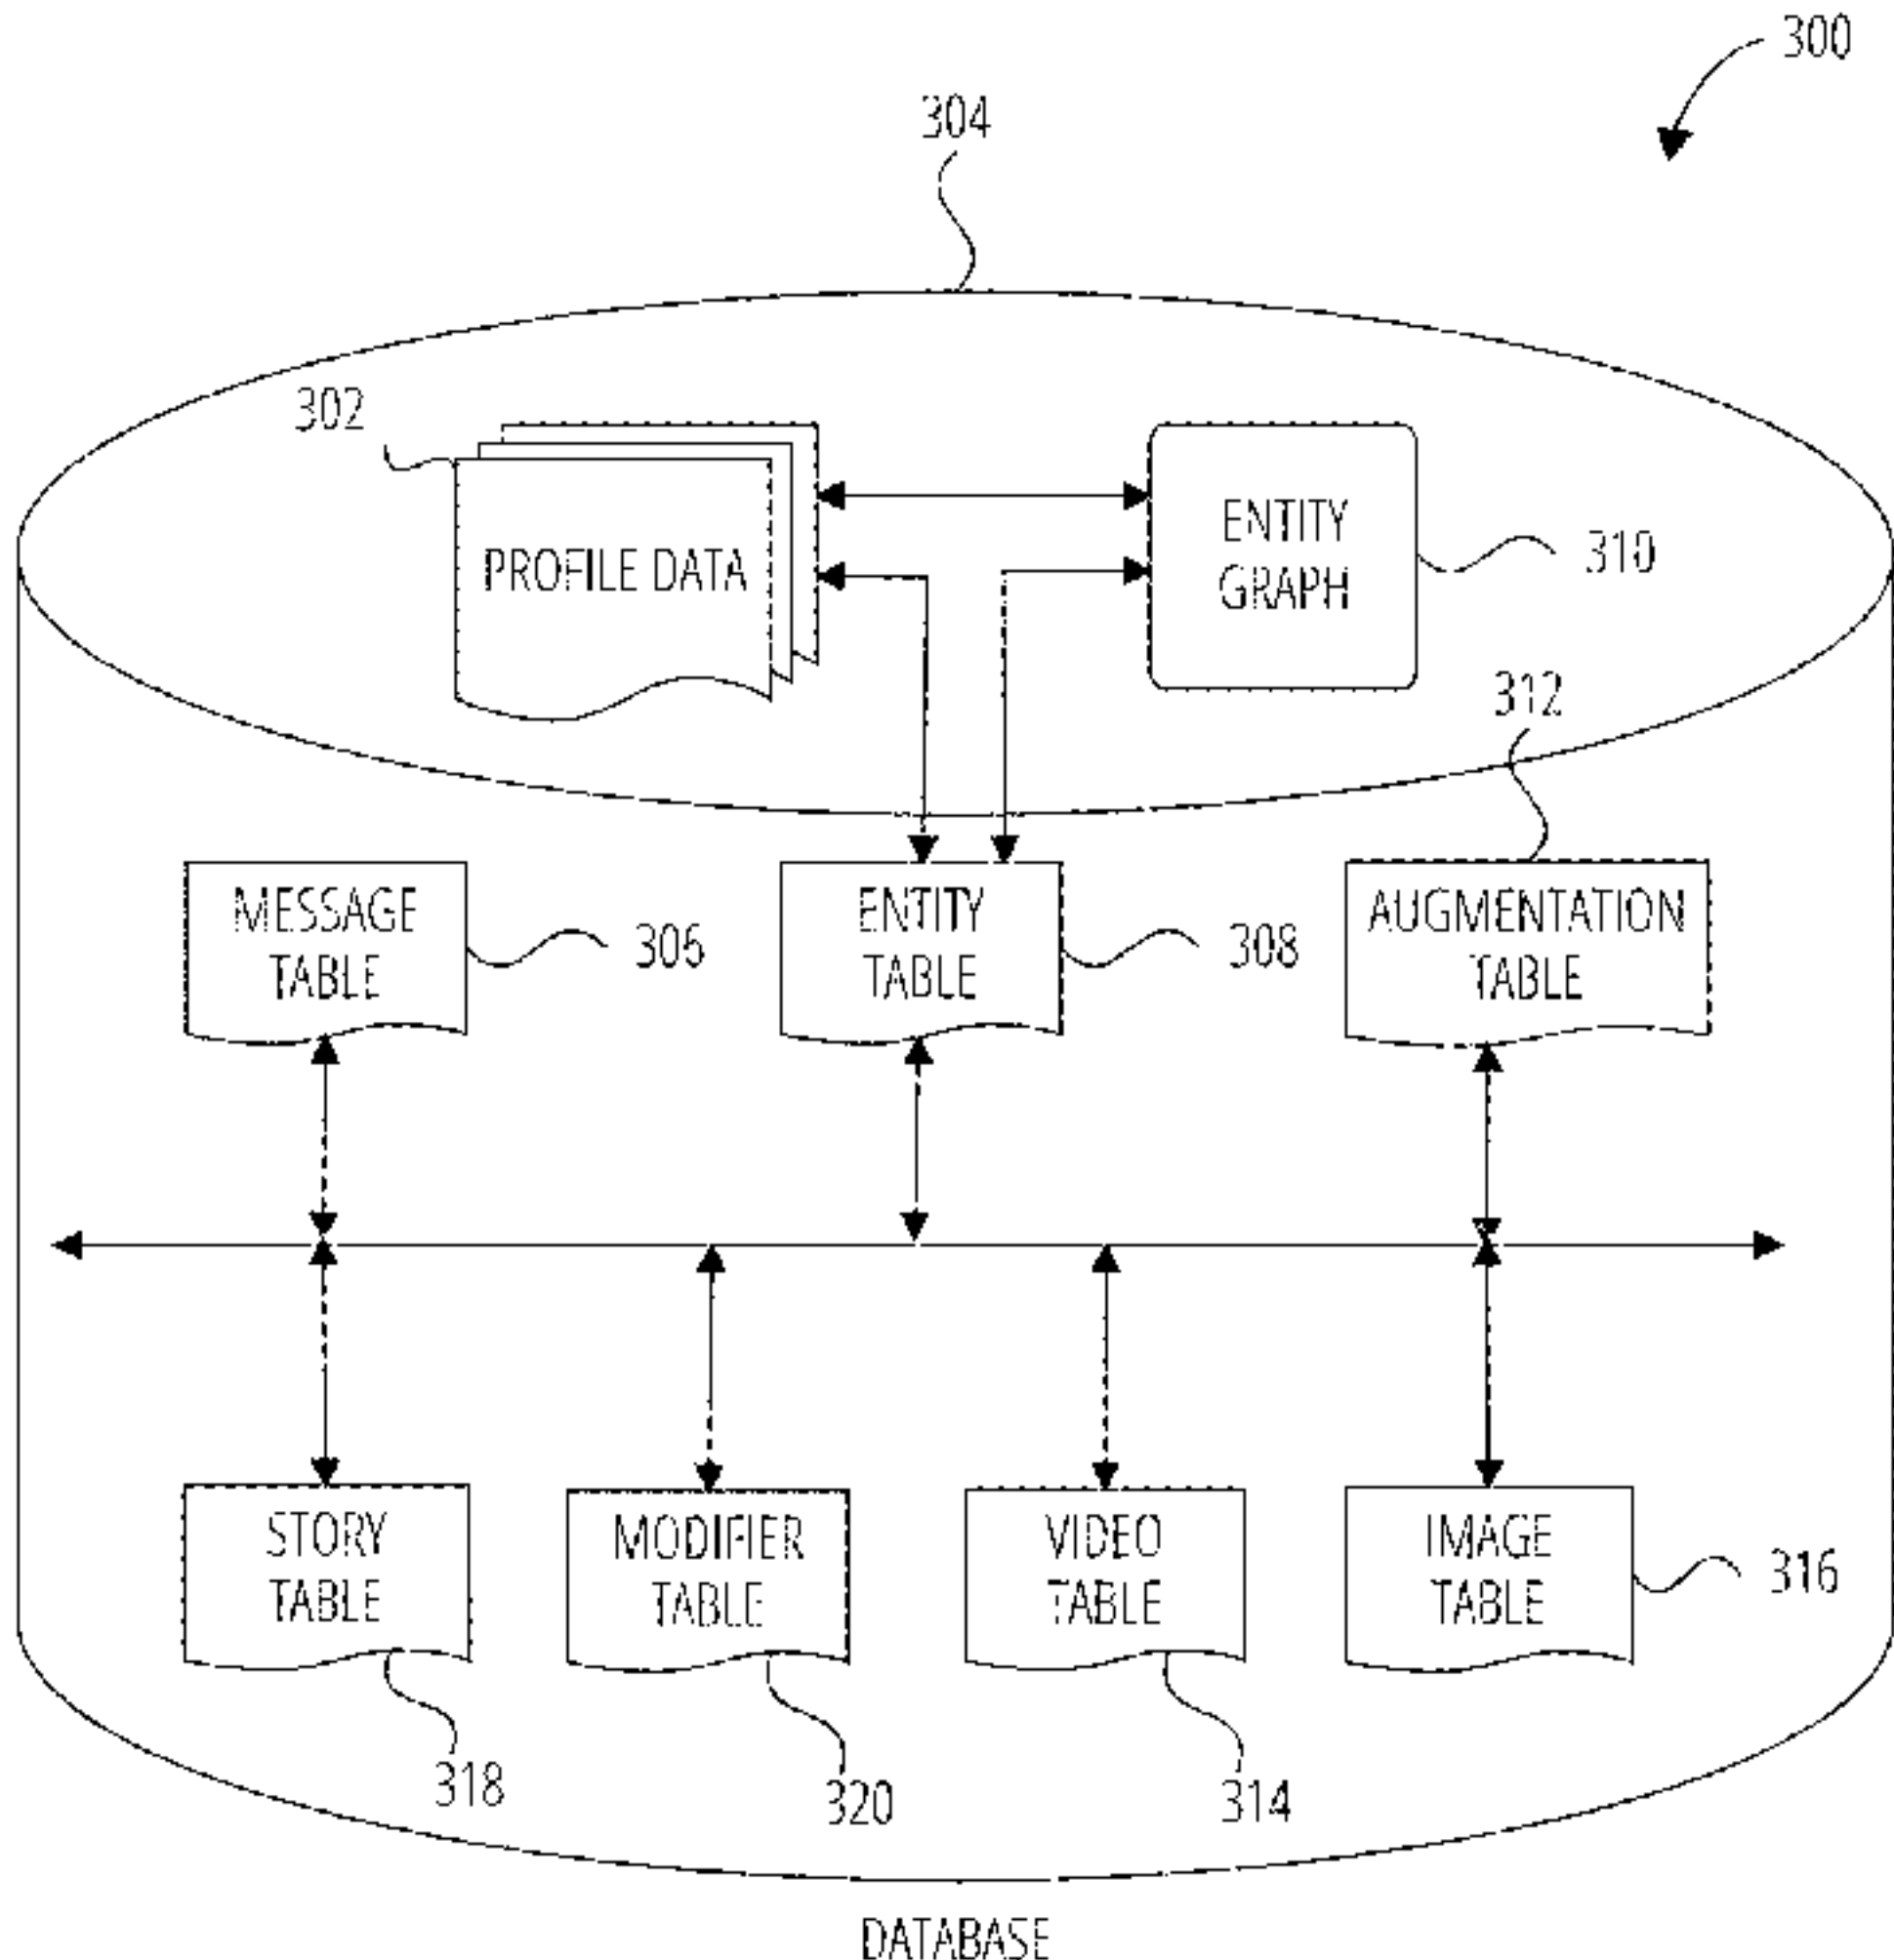 300
304
302
PROFILE DATA
ENTITY
GRAPH
310
312
MESSAGE
TABLE
306
ENTITY
TABLE
308
AUGMENTATION
TABLE
STORY
TABLE
MODIFIER
TABLE
VIDEO
TABLE
IMAGE
TABLE
316
318
320
314
DATABASE